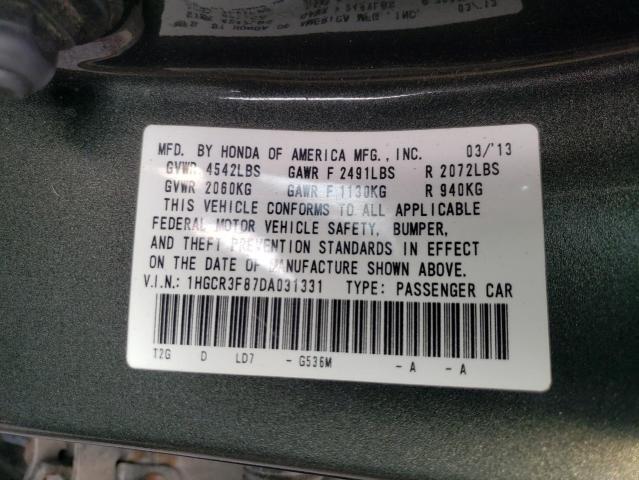 MFD. BY HONDA OF AMERICA MFG., INC. 03/'13
GVWR 4542LBS GAWR F 2491LBS R 2072LBS
GVWR 2060KG GAWR F 1130KG R 940KG
THIS VEHICLE CONFORMS TO ALL APPLICABLE
FEDERAL MOTOR VEHICLE SAFETY, BUMPER,
AND THEFT PREVENTION STANDARDS IN EFFECT
ON THE DATE OF MANUFACTURE SHOWN ABOVE.
V.I.N.: 1HGCR3F87DA031331 TYPE: PASSENGER CAR
T2G D LD7 - G536M - A - A